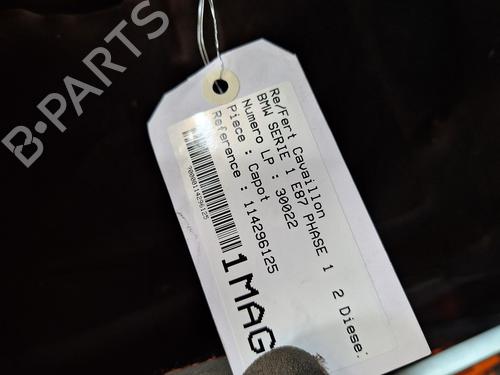 B-PARTS
Re/Fert Cavaillon
BMW SERIE 1 E87 PHASE 1 2 Diese.
Numero LP : 30022
Piece : Capot
Reference : 114296125
1MAG